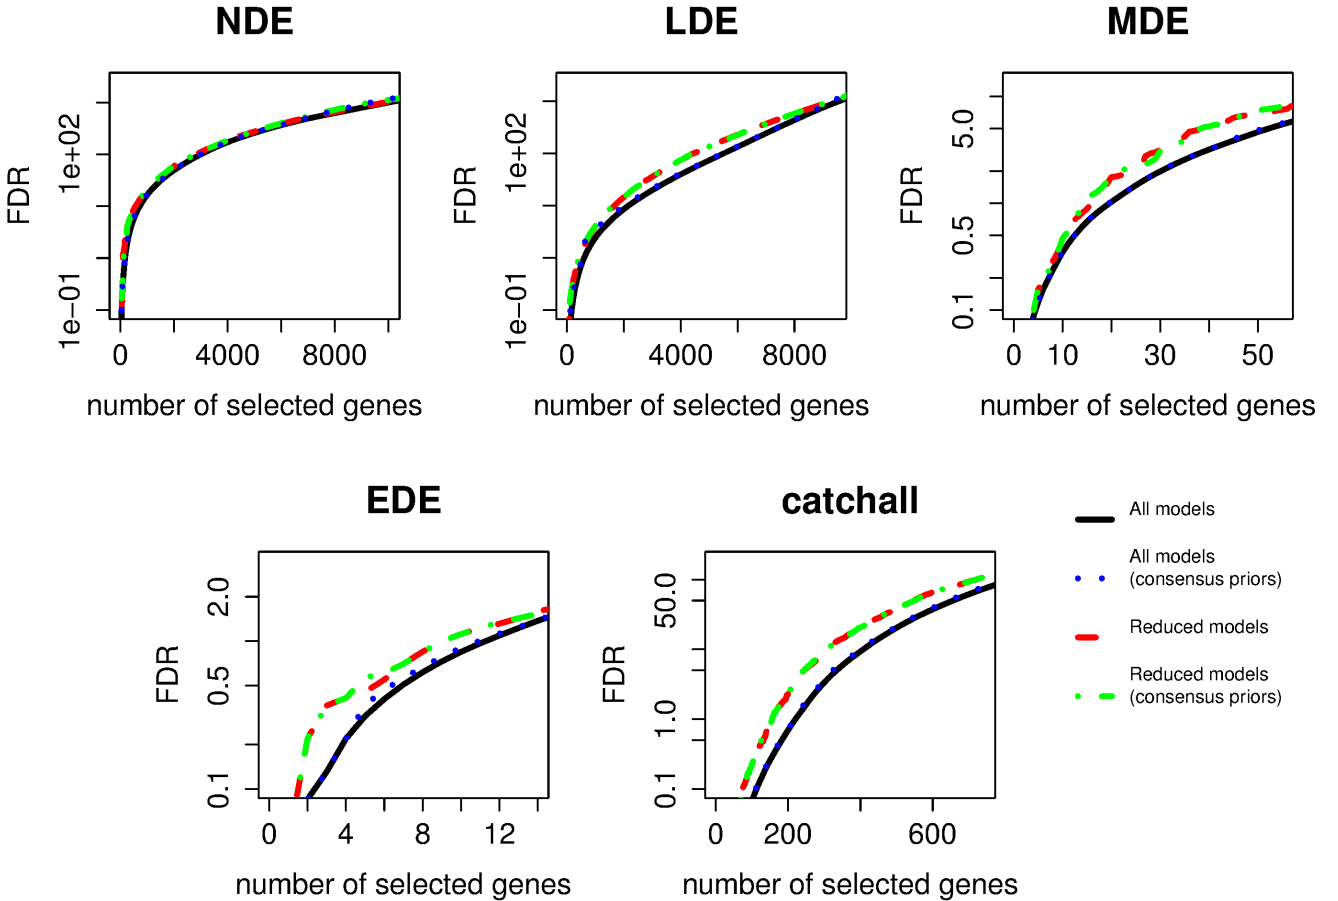 NDE
LDE
MDE
FDR
1e−01
1e+02
0
4000
8000
number of selected genes
FDR
1e−01
1e+02
0
4000
8000
number of selected genes
FDR
0.1
0.5
5.0
0
10
30
50
number of selected genes
EDE
catchall
FDR
0.1
0.5
2.0
0
4
8
12
number of selected genes
FDR
0.1
1.0
50.0
0
200
600
number of selected genes
All models
All models
(consensus priors)
Reduced models
Reduced models
(consensus priors)